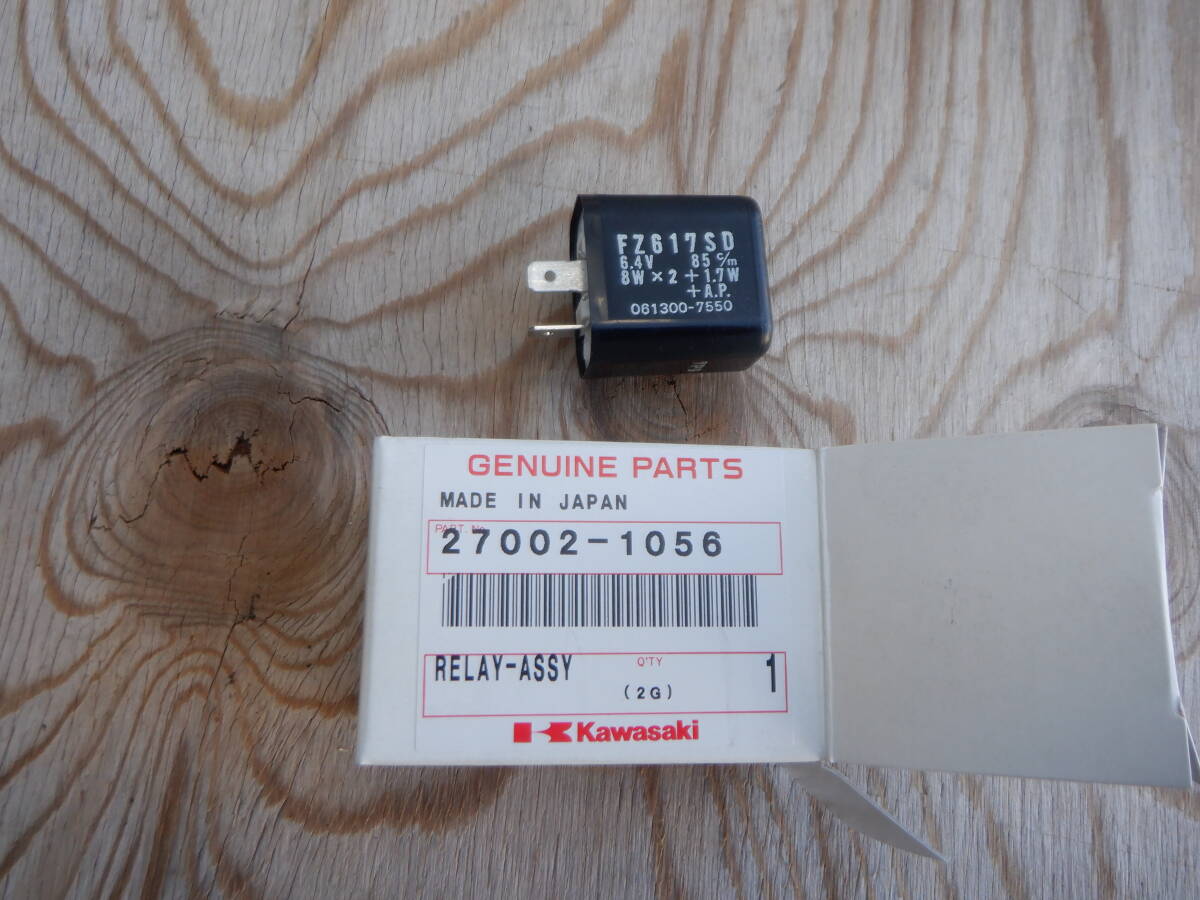 FZ617SD
6.4V 85 c/m
8W × 2 + 1.7W
+ A.P.
061300-7550
GENUINE PARTS
MADE IN JAPAN
PART No.
27002-1056
RELAY-ASSY Q'TY 1
(2G)
Kawasaki